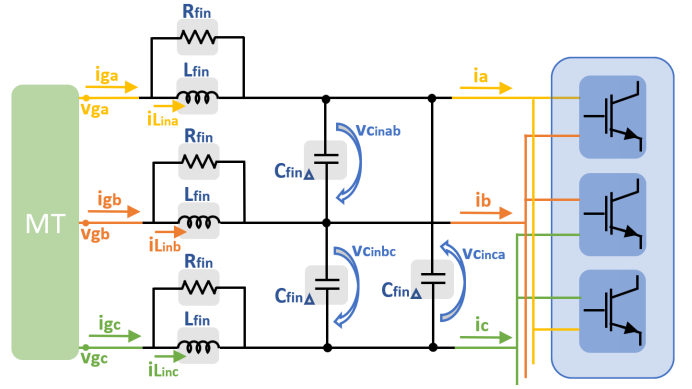 Rfin
iga
Lfin
ia
vga
iLina
vcinab
Rfin
CfinΔ
igb
Lfin
ib
MT
vgb
iLinb
vcinbc
vcinca
Rfin
CfinΔ
CfinΔ
igc
Lfin
ic
vgc
iLinc